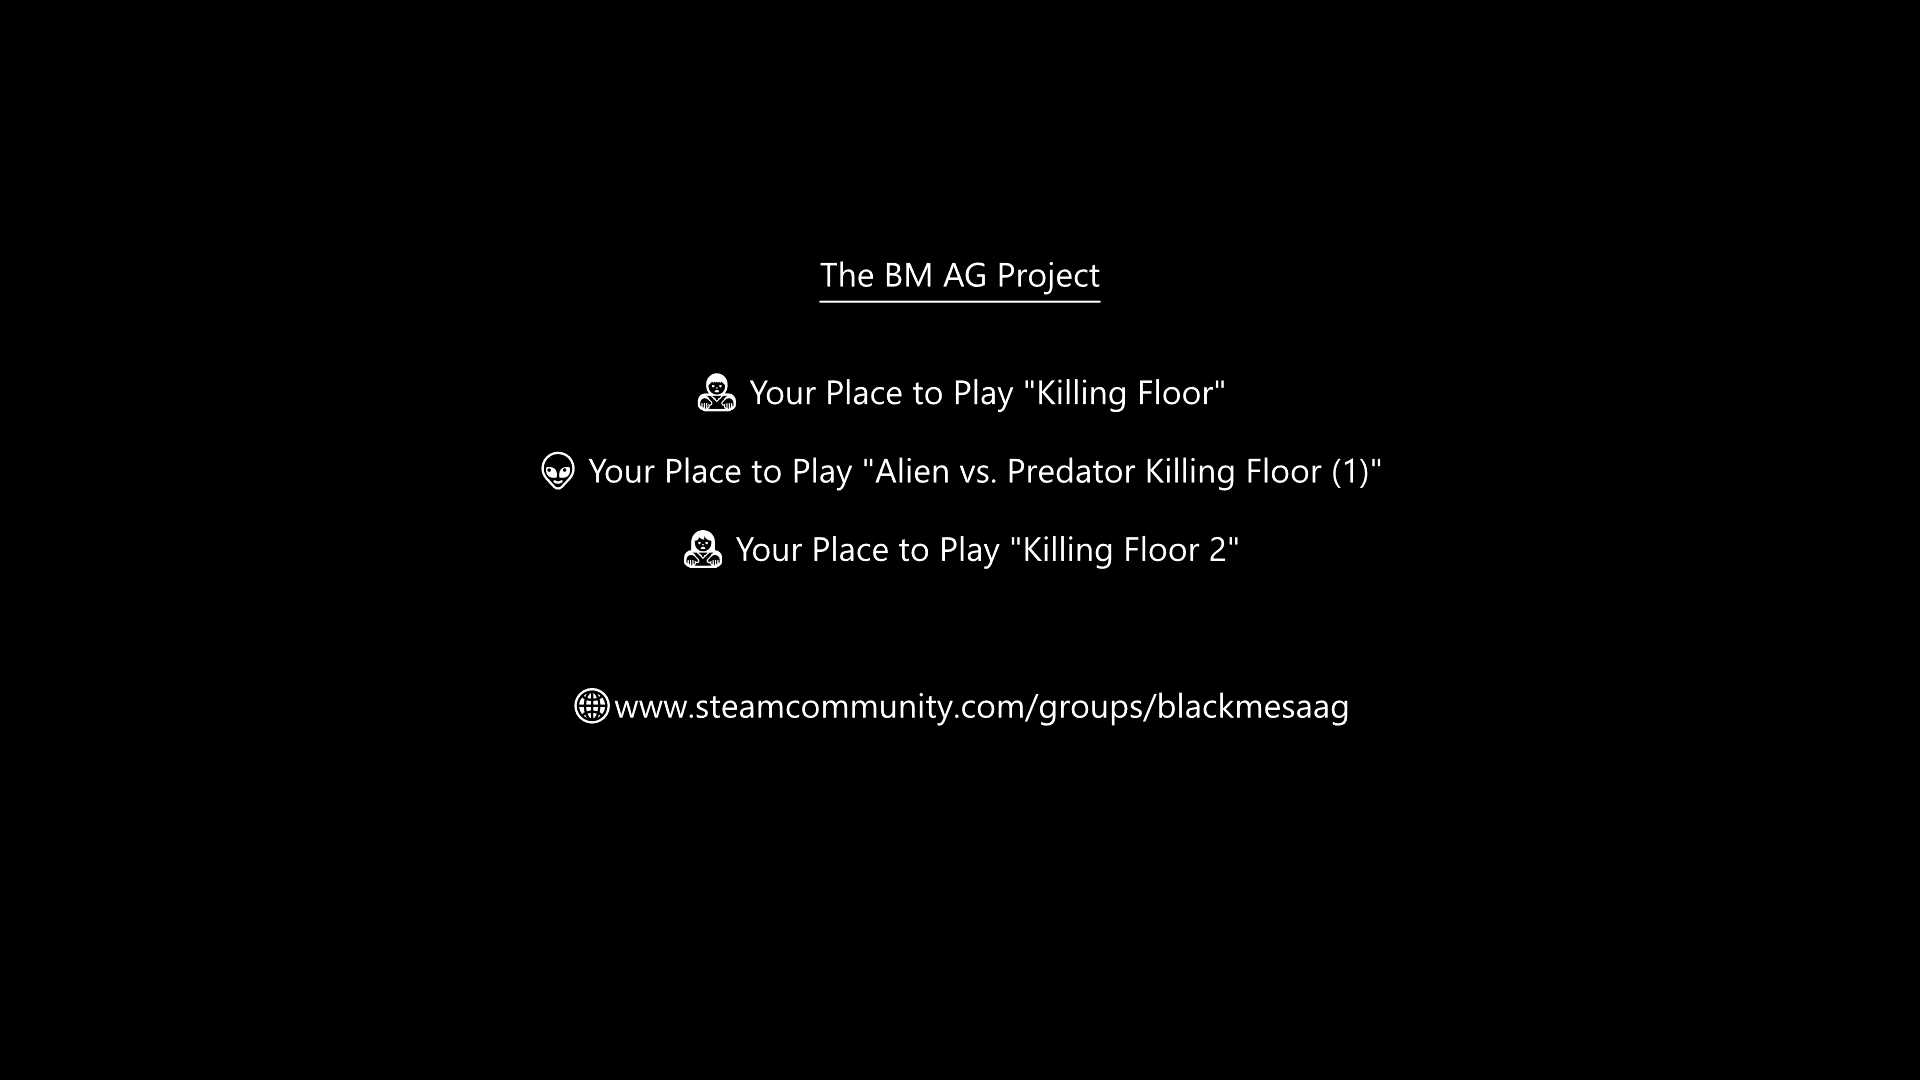 The BM AG Project
🧟‍♂️ Your Place to Play "Killing Floor"
👽 Your Place to Play "Alien vs. Predator Killing Floor (1)"
🧟‍♀️ Your Place to Play "Killing Floor 2"
🌐www.steamcommunity.com/groups/blackmesaag